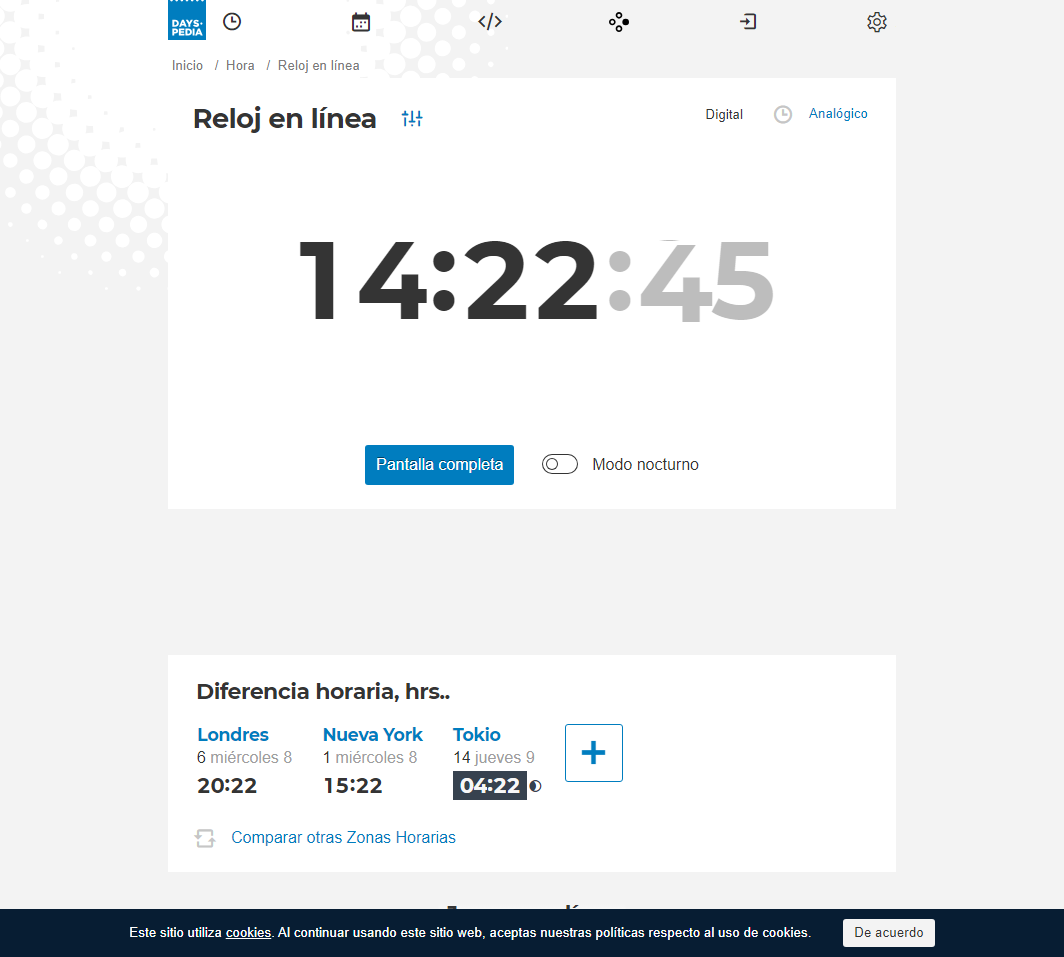 DAYS
PEDIA
Inicio / Hora / Reloj en línea
Reloj en línea
Digital
Analógico
14:22:45
Pantalla completa
Modo nocturno
Diferencia horaria, hrs..
Londres Nueva York Tokio
6 miércoles 8 1 miércoles 8 14 jueves 9
20:22 15:22 04:22
Comparar otras Zonas Horarias
Este sitio utiliza cookies. Al continuar usando este sitio web, aceptas nuestras políticas respecto al uso de cookies.
De acuerdo